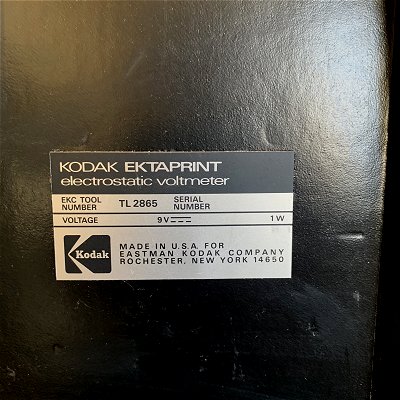 KODAK EKTAPRINT
electrostatic voltmeter
EKC TOOL NUMBER TL 2865 SERIAL NUMBER
VOLTAGE 9V⎓ 1W
Kodak
MADE IN U.S.A. FOR
EASTMAN KODAK COMPANY
ROCHESTER, NEW YORK 14650